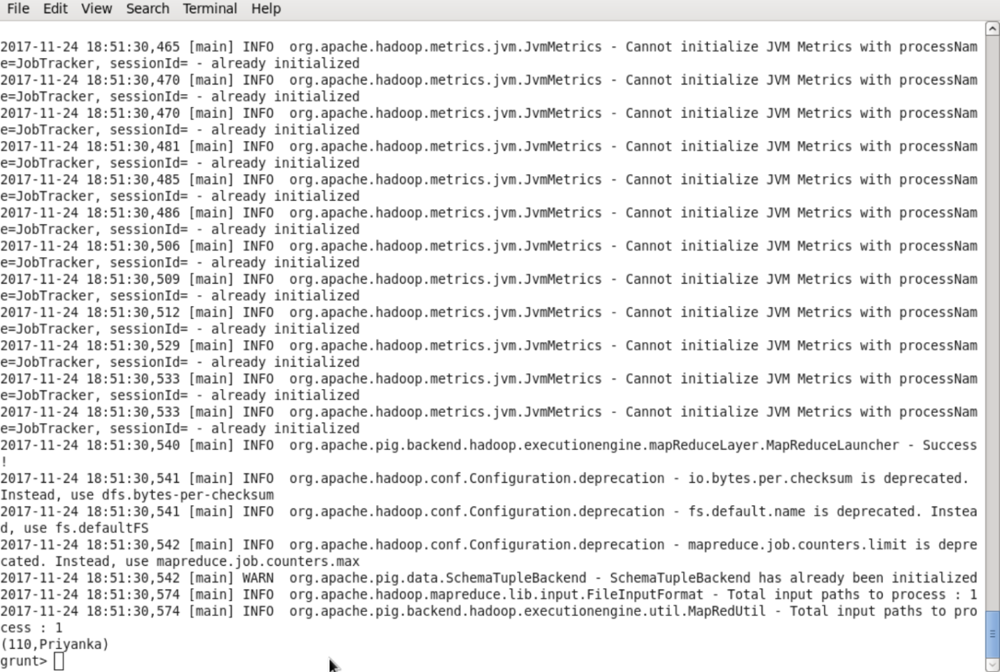 File Edit View Search Terminal Help
2017-11-24 18:51:30,465 [main] INFO  org.apache.hadoop.metrics.jvm.JvmMetrics - Cannot initialize JVM Metrics with processNam
e=JobTracker, sessionId= - already initialized
2017-11-24 18:51:30,470 [main] INFO  org.apache.hadoop.metrics.jvm.JvmMetrics - Cannot initialize JVM Metrics with processNam
e=JobTracker, sessionId= - already initialized
2017-11-24 18:51:30,470 [main] INFO  org.apache.hadoop.metrics.jvm.JvmMetrics - Cannot initialize JVM Metrics with processNam
e=JobTracker, sessionId= - already initialized
2017-11-24 18:51:30,481 [main] INFO  org.apache.hadoop.metrics.jvm.JvmMetrics - Cannot initialize JVM Metrics with processNam
e=JobTracker, sessionId= - already initialized
2017-11-24 18:51:30,485 [main] INFO  org.apache.hadoop.metrics.jvm.JvmMetrics - Cannot initialize JVM Metrics with processNam
e=JobTracker, sessionId= - already initialized
2017-11-24 18:51:30,486 [main] INFO  org.apache.hadoop.metrics.jvm.JvmMetrics - Cannot initialize JVM Metrics with processNam
e=JobTracker, sessionId= - already initialized
2017-11-24 18:51:30,506 [main] INFO  org.apache.hadoop.metrics.jvm.JvmMetrics - Cannot initialize JVM Metrics with processNam
e=JobTracker, sessionId= - already initialized
2017-11-24 18:51:30,509 [main] INFO  org.apache.hadoop.metrics.jvm.JvmMetrics - Cannot initialize JVM Metrics with processNam
e=JobTracker, sessionId= - already initialized
2017-11-24 18:51:30,512 [main] INFO  org.apache.hadoop.metrics.jvm.JvmMetrics - Cannot initialize JVM Metrics with processNam
e=JobTracker, sessionId= - already initialized
2017-11-24 18:51:30,529 [main] INFO  org.apache.hadoop.metrics.jvm.JvmMetrics - Cannot initialize JVM Metrics with processNam
e=JobTracker, sessionId= - already initialized
2017-11-24 18:51:30,533 [main] INFO  org.apache.hadoop.metrics.jvm.JvmMetrics - Cannot initialize JVM Metrics with processNam
e=JobTracker, sessionId= - already initialized
2017-11-24 18:51:30,533 [main] INFO  org.apache.hadoop.metrics.jvm.JvmMetrics - Cannot initialize JVM Metrics with processNam
e=JobTracker, sessionId= - already initialized
2017-11-24 18:51:30,540 [main] INFO  org.apache.pig.backend.hadoop.executionengine.mapReduceLayer.MapReduceLauncher - Success
!
2017-11-24 18:51:30,541 [main] INFO  org.apache.hadoop.conf.Configuration.deprecation - io.bytes.per.checksum is deprecated.
Instead, use dfs.bytes-per-checksum
2017-11-24 18:51:30,541 [main] INFO  org.apache.hadoop.conf.Configuration.deprecation - fs.default.name is deprecated. Instea
d, use fs.defaultFS
2017-11-24 18:51:30,542 [main] INFO  org.apache.hadoop.conf.Configuration.deprecation - mapreduce.job.counters.limit is depre
cated. Instead, use mapreduce.job.counters.max
2017-11-24 18:51:30,542 [main] WARN  org.apache.pig.data.SchemaTupleBackend - SchemaTupleBackend has already been initialized
2017-11-24 18:51:30,574 [main] INFO  org.apache.hadoop.mapreduce.lib.input.FileInputFormat - Total input paths to process : 1
2017-11-24 18:51:30,574 [main] INFO  org.apache.pig.backend.hadoop.executionengine.util.MapRedUtil - Total input paths to pro
cess : 1
(110,Priyanka)
grunt>